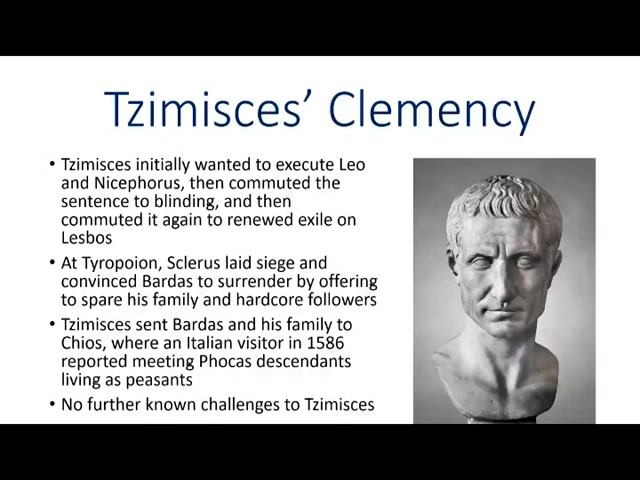 Tzimisces’ Clemency
• Tzimisces initially wanted to execute Leo
and Nicephorus, then commuted the
sentence to blinding, and then
commuted it again to renewed exile on
Lesbos
• At Tyropoion, Sclerus laid siege and
convinced Bardas to surrender by offering
to spare his family and hardcore followers
• Tzimisces sent Bardas and his family to
Chios, where an Italian visitor in 1586
reported meeting Phocas descendants
living as peasants
• No further known challenges to Tzimisces